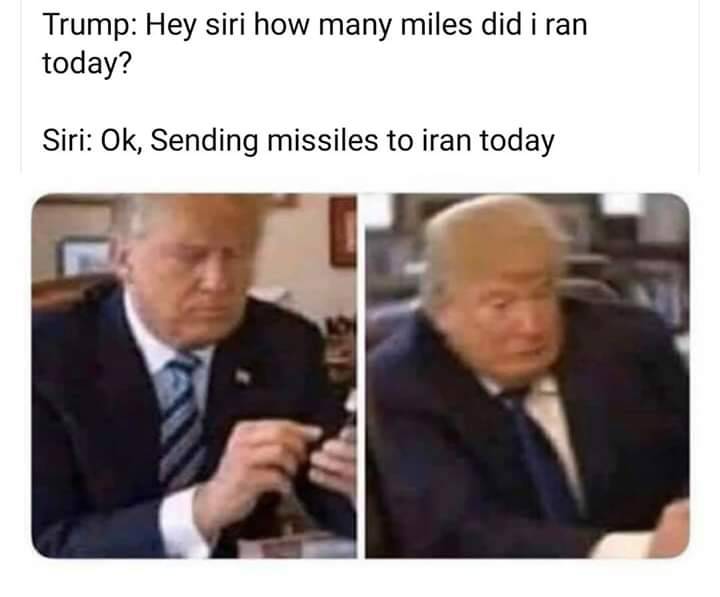 Trump: Hey siri how many miles did i ran
today?
Siri: Ok, Sending missiles to iran today